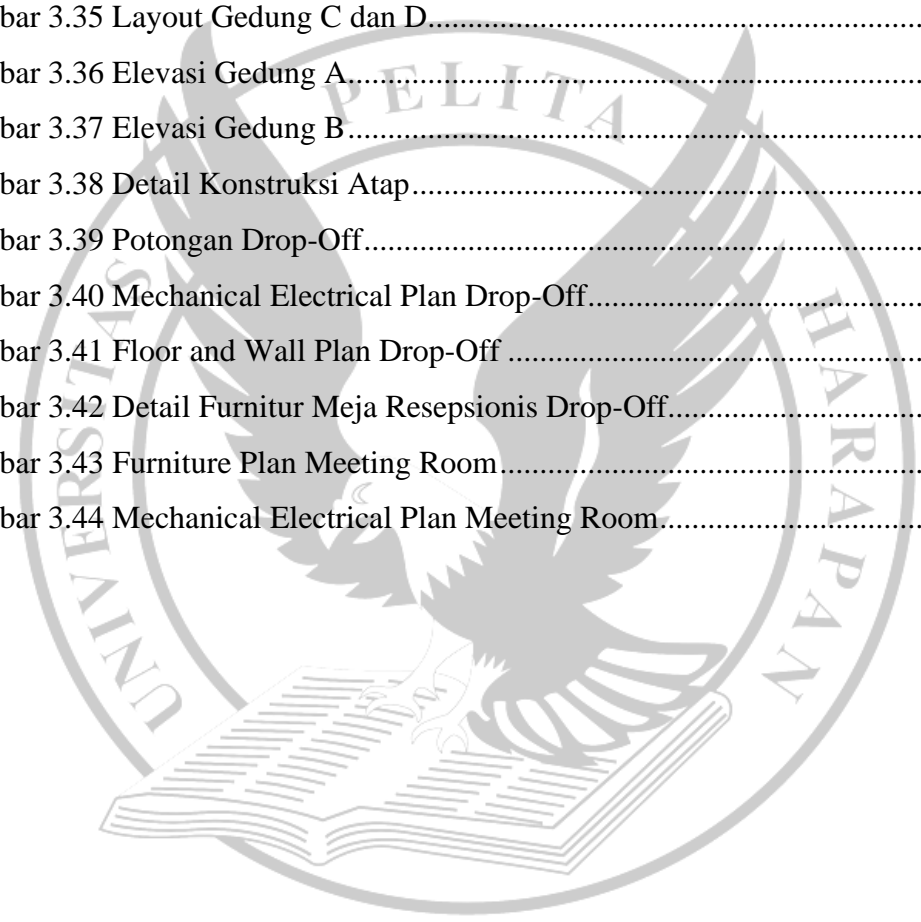 bar 3.35 Layout Gedung C dan D......................................................................
bar 3.36 Elevasi Gedung A................................................................................
bar 3.37 Elevasi Gedung B................................................................................
bar 3.38 Detail Konstruksi Atap........................................................................
bar 3.39 Potongan Drop-Off..............................................................................
bar 3.40 Mechanical Electrical Plan Drop-Off...............................................
bar 3.41 Floor and Wall Plan Drop-Off ..........................................................
bar 3.42 Detail Furnitur Meja Resepsionis Drop-Off....................................
bar 3.43 Furniture Plan Meeting Room...........................................................
bar 3.44 Mechanical Electrical Plan Meeting Room.....................................
UNIVERSITAS PELITA HARAPAN